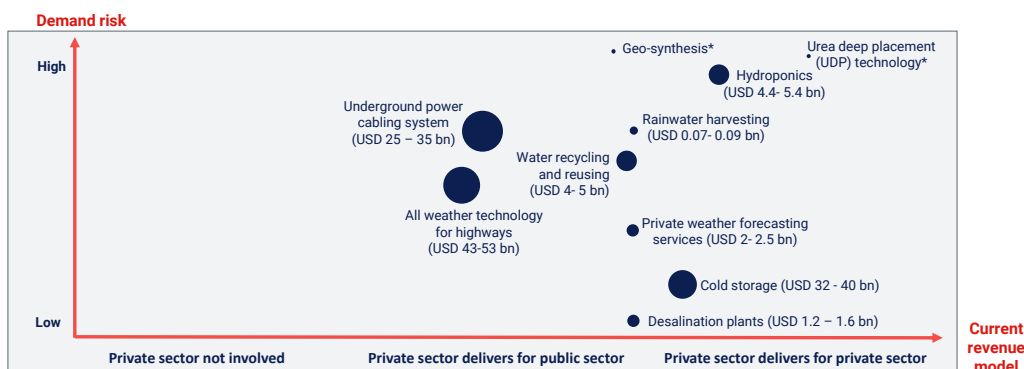 Demand risk
High
Geo-synthesis*
Urea deep placement
(UDP) technology*
Hydroponics
(USD 4.4- 5.4 bn)
Underground power
cabling system
(USD 25 – 35 bn)
Rainwater harvesting
(USD 0.07- 0.09 bn)
Water recycling
and reusing
(USD 4- 5 bn)
All weather technology
for highways
(USD 43-53 bn)
Private weather forecasting
services (USD 2- 2.5 bn)
Cold storage (USD 32 - 40 bn)
Low
Desalination plants (USD 1.2 – 1.6 bn)
Private sector not involved
Private sector delivers for public sector
Private sector delivers for private sector
Current
revenue
model